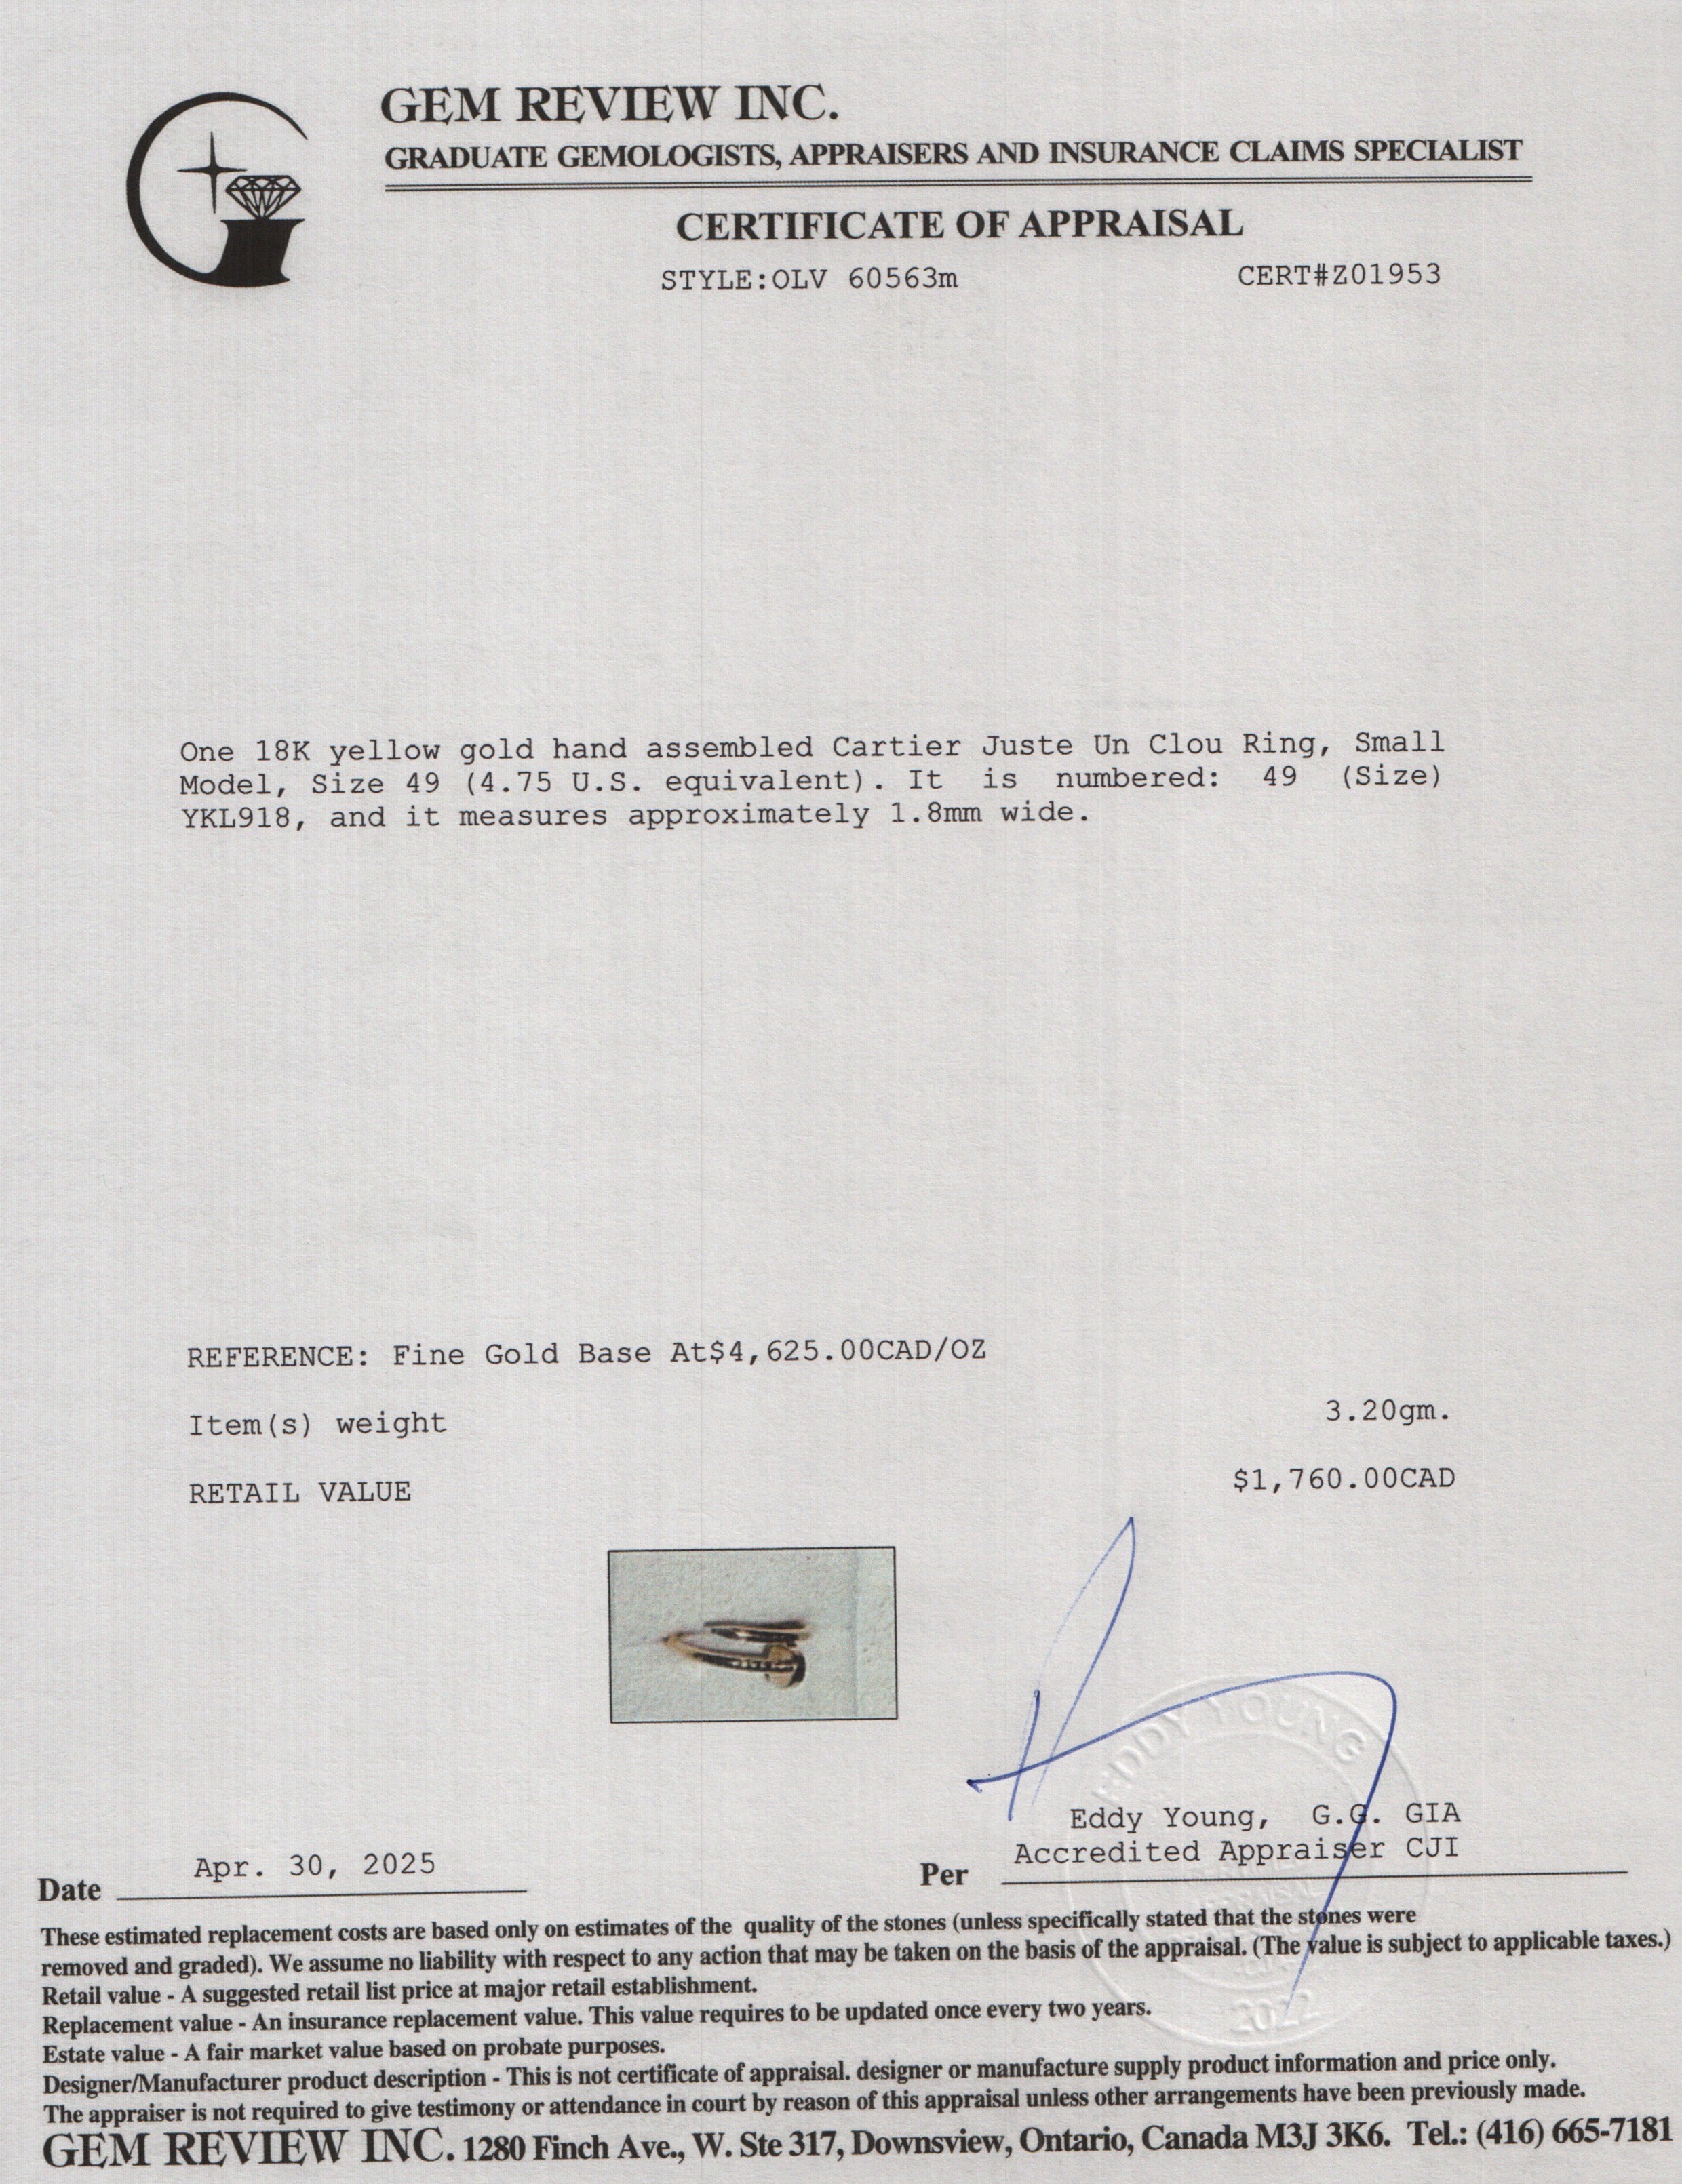 GEM REVIEW INC.
GRADUATE GEMOLOGISTS, APPRAISERS AND INSURANCE CLAIMS SPECIALIST
CERTIFICATE OF APPRAISAL
STYLE:OLV 60563m CERT#Z01953
One 18K yellow gold hand assembled Cartier Juste Un Clou Ring, Small
Model, Size 49 (4.75 U.S. equivalent). It is numbered: 49 (Size)
YKL918, and it measures approximately 1.8mm wide.
REFERENCE: Fine Gold Base At$4,625.00CAD/OZ
Item(s) weight 3.20gm.
RETAIL VALUE $1,760.00CAD
EDDY YOUNG
Eddy Young, G.G. GIA
Accredited Appraiser CJI
Date Apr. 30, 2025 Per
2022
These estimated replacement costs are based only on estimates of the quality of the stones (unless specifically stated that the stones were
removed and graded). We assume no liability with respect to any action that may be taken on the basis of the appraisal. (The value is subject to applicable taxes.)
Retail value - A suggested retail list price at major retail establishment.
Replacement value - An insurance replacement value. This value requires to be updated once every two years.
Estate value - A fair market value based on probate purposes.
Designer/Manufacturer product description - This is not certificate of appraisal. designer or manufacture supply product information and price only.
The appraiser is not required to give testimony or attendance in court by reason of this appraisal unless other arrangements have been previously made.
GEM REVIEW INC. 1280 Finch Ave., W. Ste 317, Downsview, Ontario, Canada M3J 3K6. Tel.: (416) 665-7181